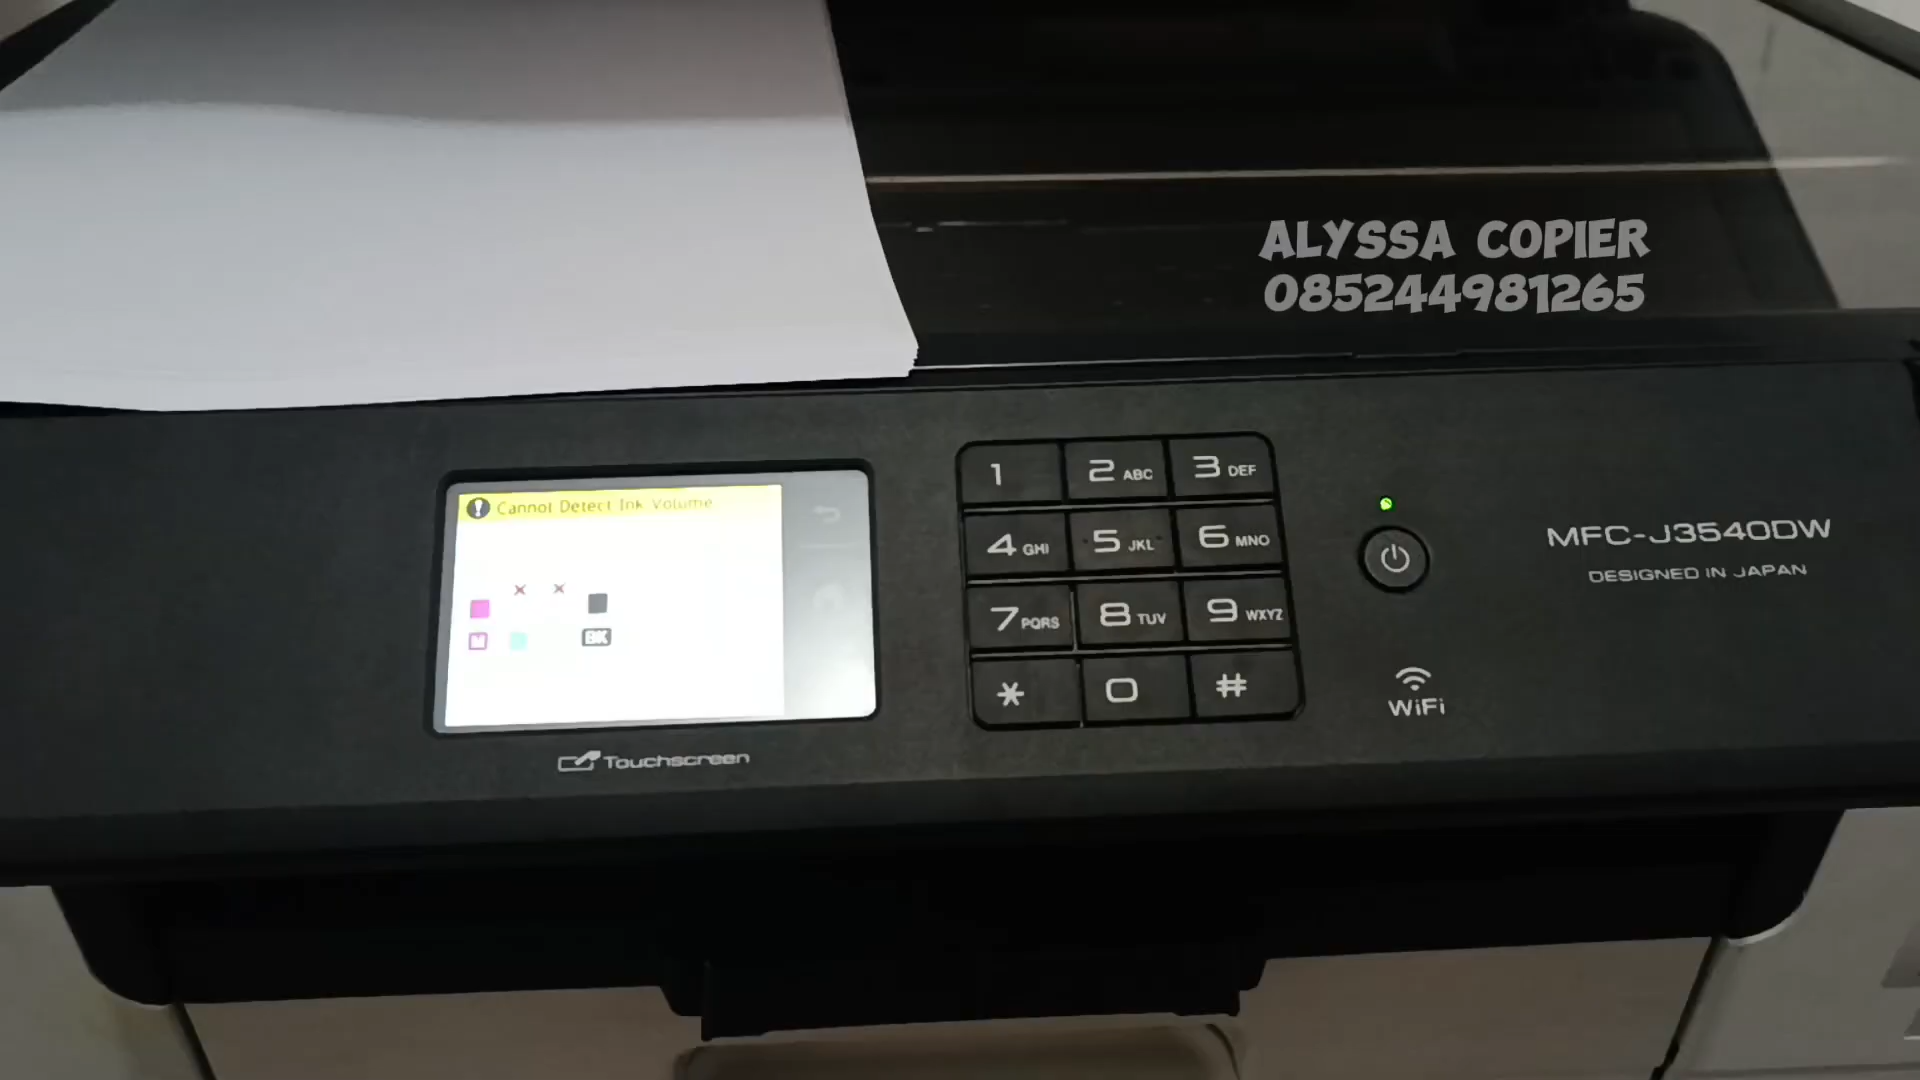 ALYSSA COPIER
085244981265
Cannot Detect Ink Volume
M
BK
Touchscreen
1
2 ABC
3 DEF
4 GHI
5 JKL
6 MNO
7 PQRS
8 TUV
9 WXYZ
*
0
#
WiFi
MFC-J3540DW
DESIGNED IN JAPAN